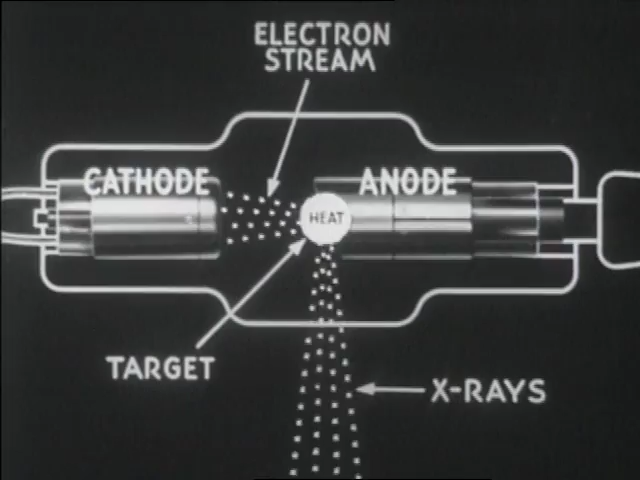 ELECTRON
STREAM
CATHODE
ANODE
HEAT
TARGET
X-RAYS